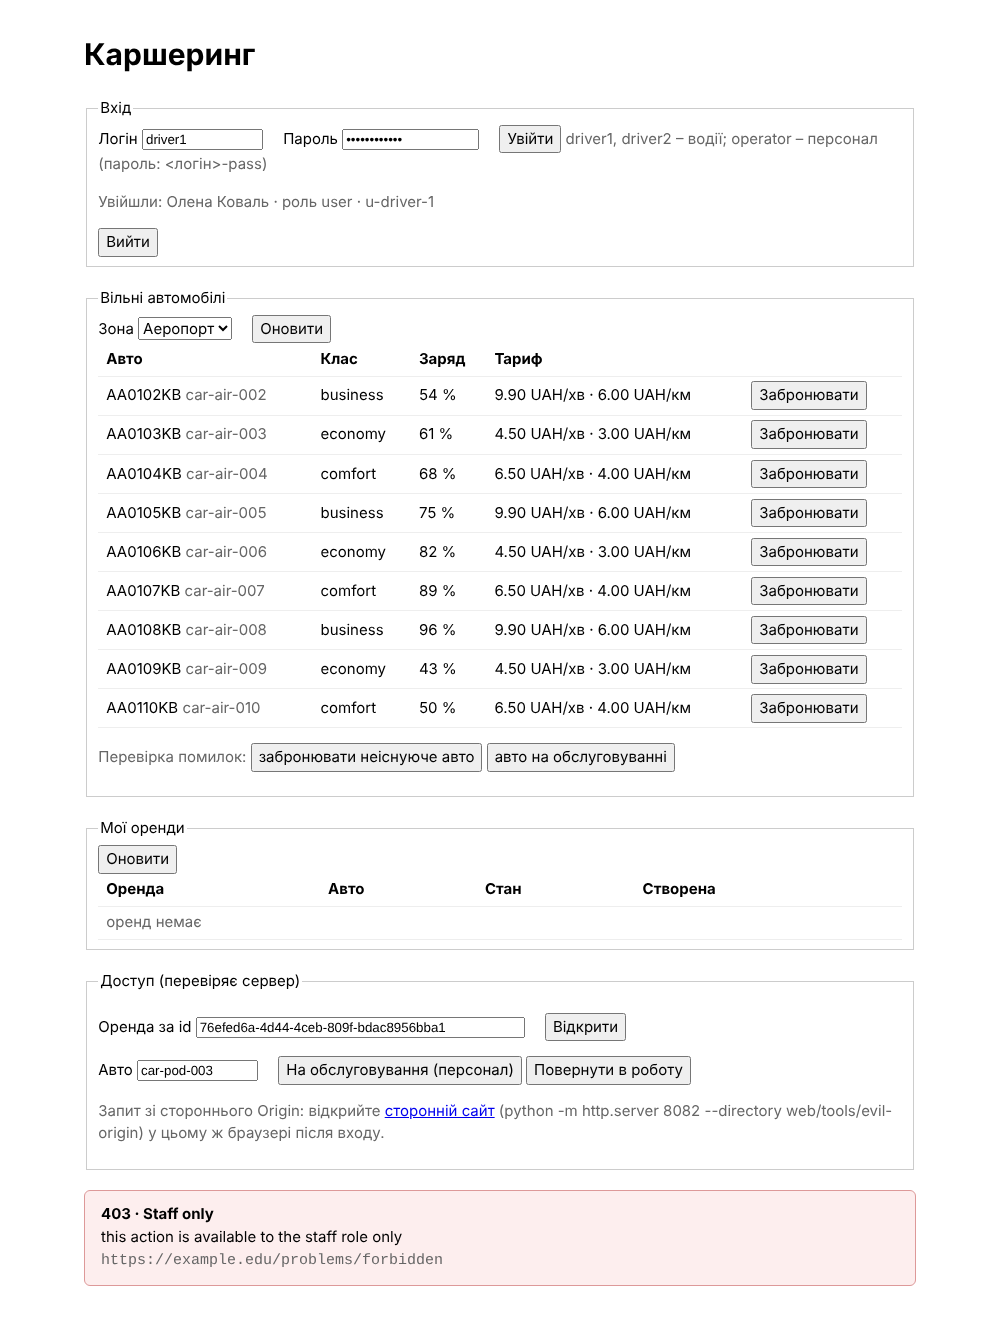 Каршеринг
Вхід
Логін driver1 Пароль •••••••••••• Увійти driver1, driver2 – водії; operator – персонал
(пароль: <логін>-pass)
Увійшли: Олена Коваль · роль user · u-driver-1
Вийти
Вільні автомобілі
Зона Аеропорт Оновити
Авто Клас Заряд Тариф
AA0102KB car-air-002 business 54 % 9.90 UAH/хв · 6.00 UAH/км Забронювати
AA0103KB car-air-003 economy 61 % 4.50 UAH/хв · 3.00 UAH/км Забронювати
AA0104KB car-air-004 comfort 68 % 6.50 UAH/хв · 4.00 UAH/км Забронювати
AA0105KB car-air-005 business 75 % 9.90 UAH/хв · 6.00 UAH/км Забронювати
AA0106KB car-air-006 economy 82 % 4.50 UAH/хв · 3.00 UAH/км Забронювати
AA0107KB car-air-007 comfort 89 % 6.50 UAH/хв · 4.00 UAH/км Забронювати
AA0108KB car-air-008 business 96 % 9.90 UAH/хв · 6.00 UAH/км Забронювати
AA0109KB car-air-009 economy 43 % 4.50 UAH/хв · 3.00 UAH/км Забронювати
AA0110KB car-air-010 comfort 50 % 6.50 UAH/хв · 4.00 UAH/км Забронювати
Перевірка помилок: забронювати неіснуюче авто авто на обслуговуванні
Мої оренди
Оновити
Оренда Авто Стан Створена
оренд немає
Доступ (перевіряє сервер)
Оренда за id 76efed6a-4d44-4ceb-809f-bdac8956bba1 Відкрити
Авто car-pod-003 На обслуговування (персонал) Повернути в роботу
Запит зі стороннього Origin: відкрийте сторонній сайт (python -m http.server 8082 --directory web/tools/evil-
origin) у цьому ж браузері після входу.
403 · Staff only
this action is available to the staff role only
https://example.edu/problems/forbidden